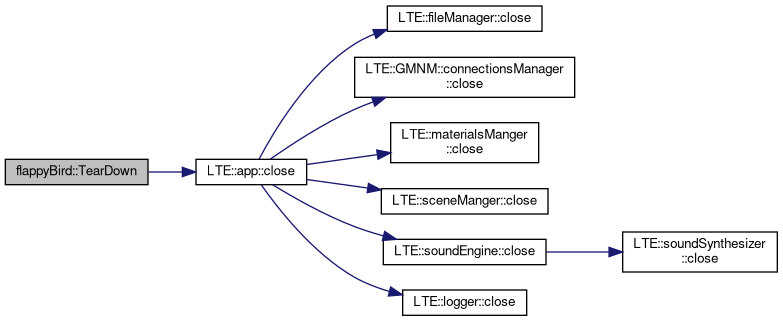 LTE::fileManager::close
LTE::GMNM::connectionsManager
::close
LTE::materialsManger
::close
flappyBird::TearDown
LTE::app::close
LTE::sceneManger::close
LTE::soundEngine::close
LTE::soundSynthesizer
::close
LTE::logger::close